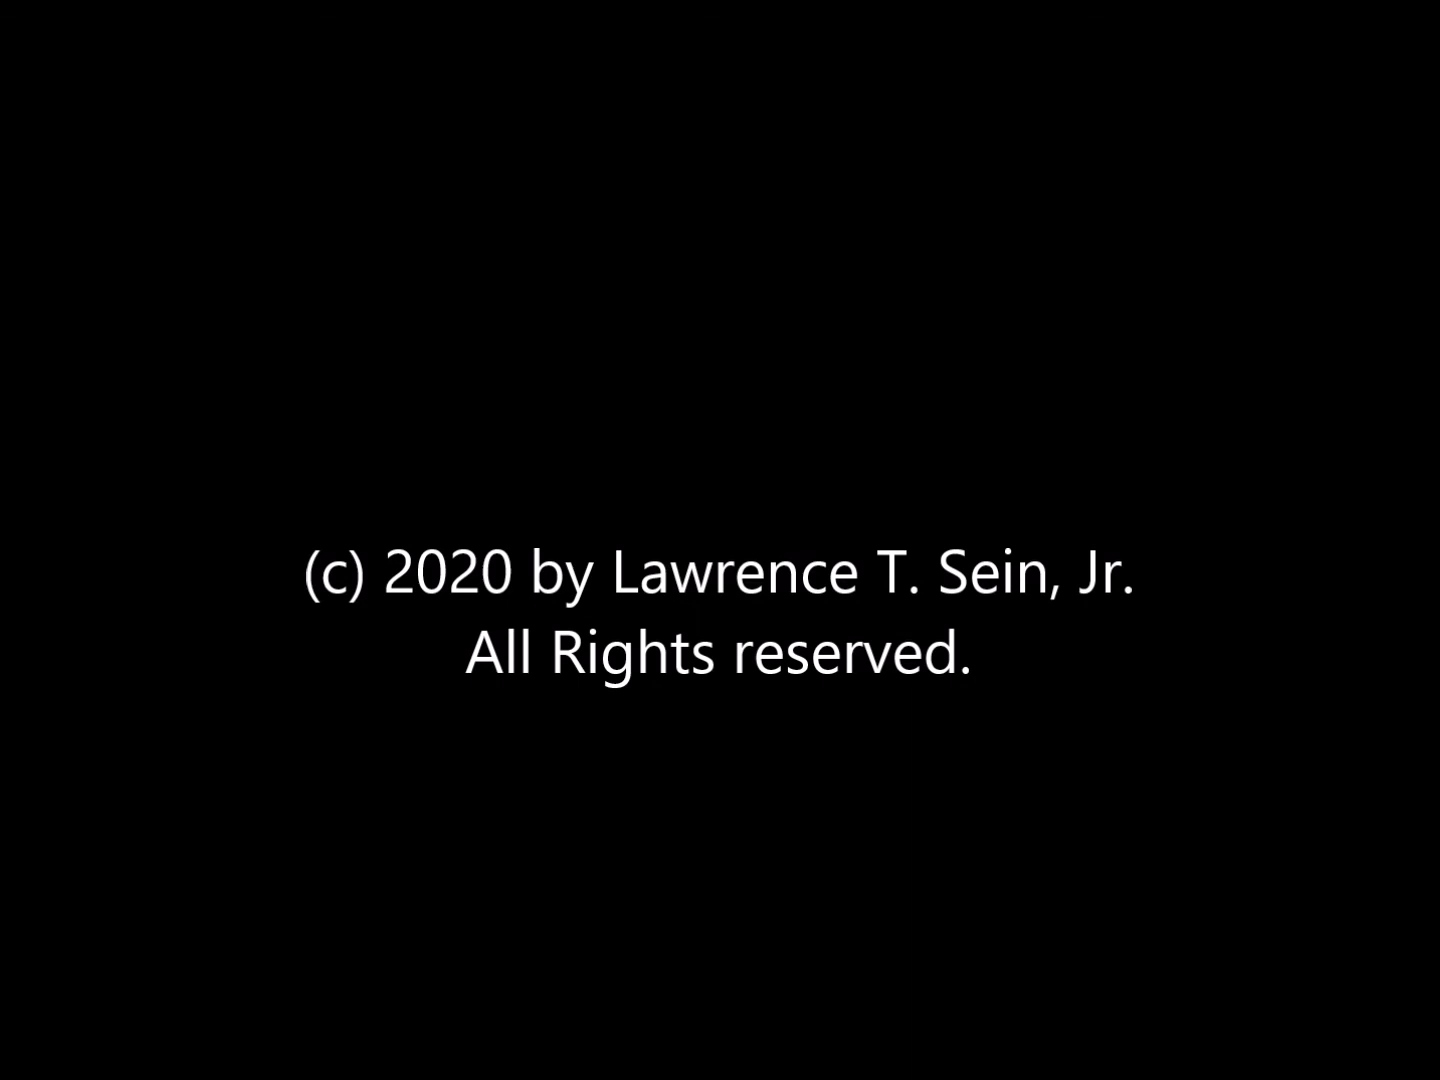 (c) 2020 by Lawrence T. Sein, Jr.
All Rights reserved.